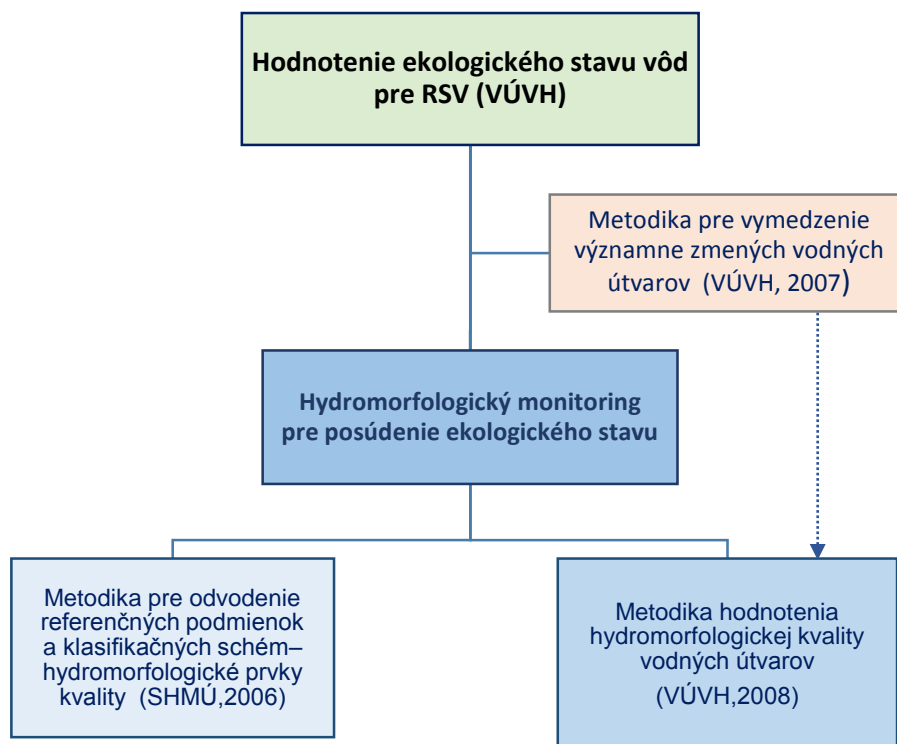 Hodnotenie ekologického stavu vôd
pre RSV (VÚVH)
Metodika pre vymedzenie
významne zmených vodných
útvarov (VÚVH, 2007)
Hydromorfologický monitoring
pre posúdenie ekologického stavu
Metodika pre odvodenie
referenčných podmienok
a klasifikačných schém–
hydromorfologické prvky
kvality (SHMÚ,2006)
Metodika hodnotenia
hydromorfologickej kvality
vodných útvarov
(VÚVH,2008)